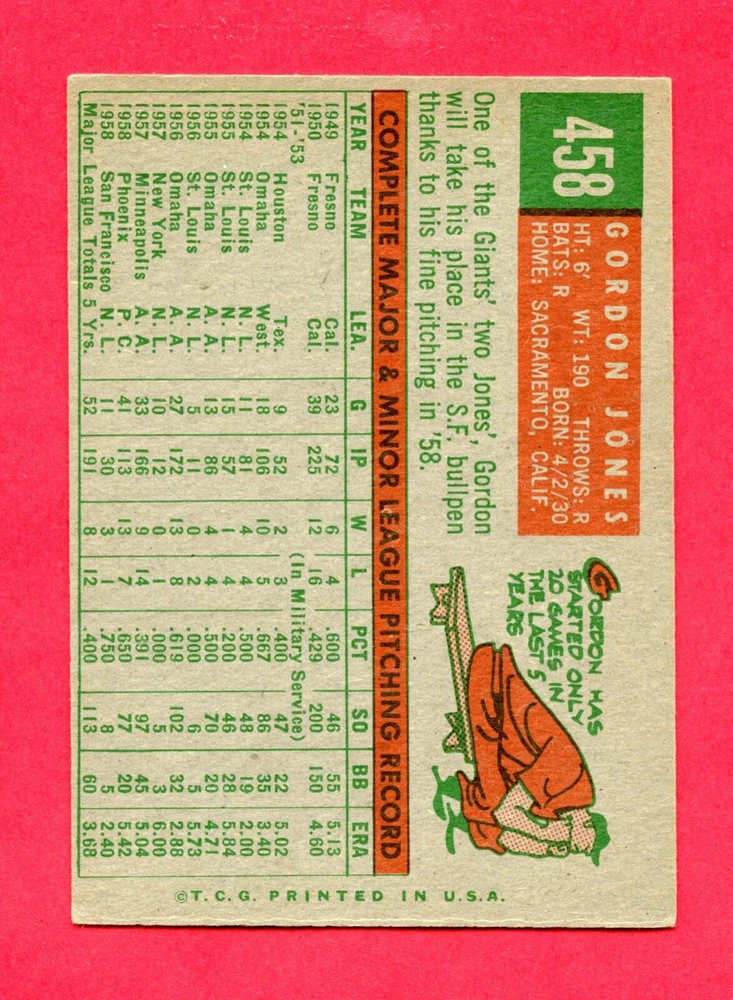 458
GORDON JONES
HT: 6' WT: 190 THROWS: R
BATS: R BORN: 4/2/30
HOME: SACRAMENTO, CALIF.
One of the Giants' two Jones', Gordon
will take his place in the S.F. bullpen
thanks to his fine pitching in '58.
GORDON HAS
STARTED ONLY
20 GAMES IN
THE LAST 5
YEARS
COMPLETE MAJOR & MINOR LEAGUE PITCHING RECORD
YEAR TEAM LEA. G IP W L PCT SO BB ERA
1949 Fresno Cal. 23 72 6 4 .600 46 55 5.13
1950 Fresno Cal. 39 225 12 16 .429 200 150 4.60
'51-'53 (In Military Service)
1954 Houston Tex. 9 52 2 3 .400 47 22 5.02
1954 Omaha West. 18 106 10 5 .667 86 35 3.40
1954 St. Louis N. L. 11 81 4 4 .500 48 19 2.00
1955 St. Louis N. L. 15 57 1 4 .200 46 28 5.84
1955 Omaha A. A. 13 86 4 4 .500 70 20 4.71
1956 St. Louis N. L. 5 11 0 2 .000 6 5 5.73
1956 Omaha A. A. 27 172 13 8 .619 102 32 2.88
1957 New York N. L. 10 12 0 1 .000 5 3 6.00
1957 Minneapolis A. A. 33 166 9 14 .391 97 45 5.04
1958 Phoenix P. C. 41 113 13 7 .650 77 20 5.42
1958 San Francisco N. L. 11 30 3 1 .750 8 5 2.40
Major League Totals 5 Yrs. 52 191 8 12 .400 113 60 3.68
©T.C.G. PRINTED IN U.S.A.